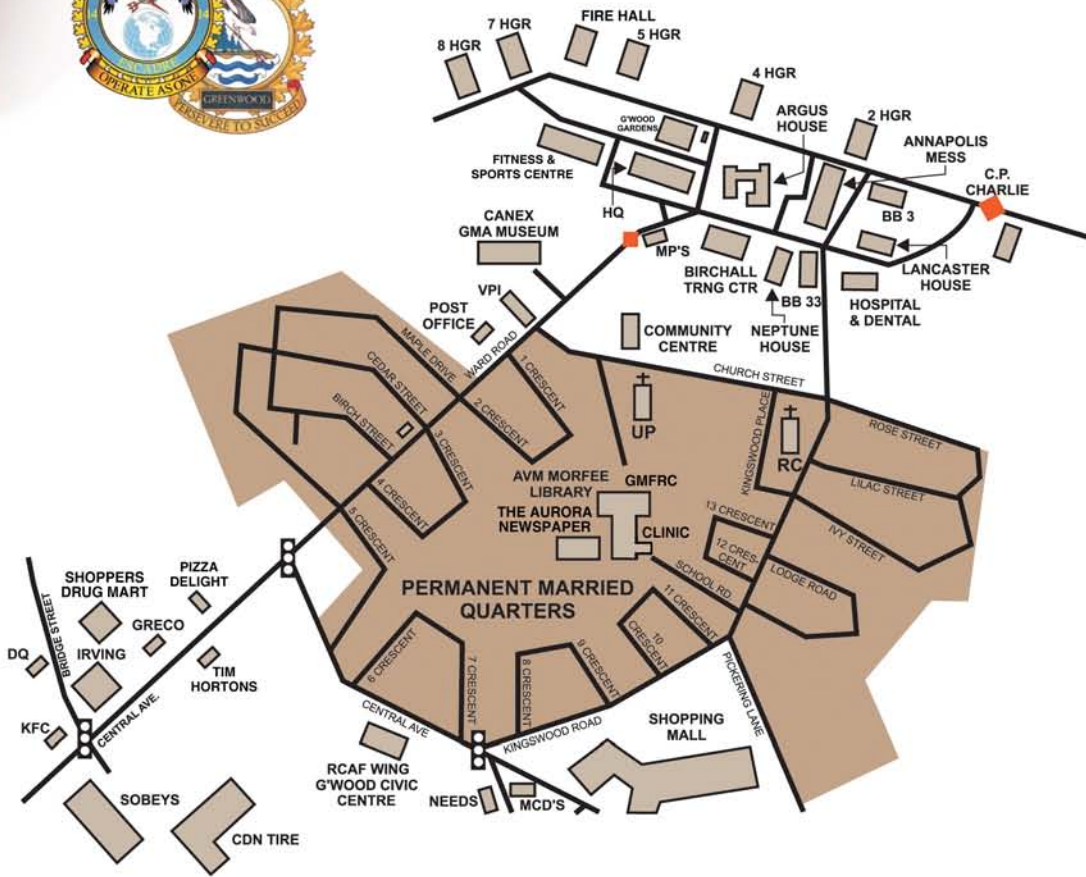 ESCADRE
OPERATE AS ONE
GREENWOOD
PERSEVERE TO SUCCEED
8 HGR
7 HGR
FIRE HALL
5 HGR
4 HGR
ARGUS
HOUSE
2 HGR
ANNAPOLIS
MESS
C.P.
CHARLIE
G'WOOD
GARDENS
FITNESS &
SPORTS CENTRE
HQ
BB 3
CANEX
GMA MUSEUM
MP'S
BIRCHALL
TRNG CTR
BB 33
LANCASTER
HOUSE
HOSPITAL
& DENTAL
NEPTUNE
HOUSE
VPI
POST
OFFICE
COMMUNITY
CENTRE
WARD ROAD
MAPLE DRIVE
CEDAR STREET
BIRCH STREET
1 CRESCENT
2 CRESCENT
3 CRESCENT
4 CRESCENT
5 CRESCENT
CHURCH STREET
UP
KINGSWOOD PLACE
RC
ROSE STREET
LILAC STREET
IVY STREET
LODGE ROAD
AVM MORFEE
LIBRARY
GMFRC
THE AURORA
NEWSPAPER
CLINIC
13 CRESCENT
12 CRES-
CENT
SCHOOL RD.
11 CRESCENT
10
CRESCENT
9 CRESCENT
8 CRESCENT
7 CRESCENT
6 CRESCENT
PERMANENT MARRIED
QUARTERS
PIZZA
DELIGHT
SHOPPERS
DRUG MART
GRECO
BRIDGE STREET
DQ
IRVING
TIM
HORTONS
KFC
CENTRAL AVE.
SOBEYS
CDN TIRE
CENTRAL AVE
RCAF WING
G'WOOD CIVIC
CENTRE
KINGSWOOD ROAD
NEEDS
MCD'S
SHOPPING
MALL
PICKERING LANE